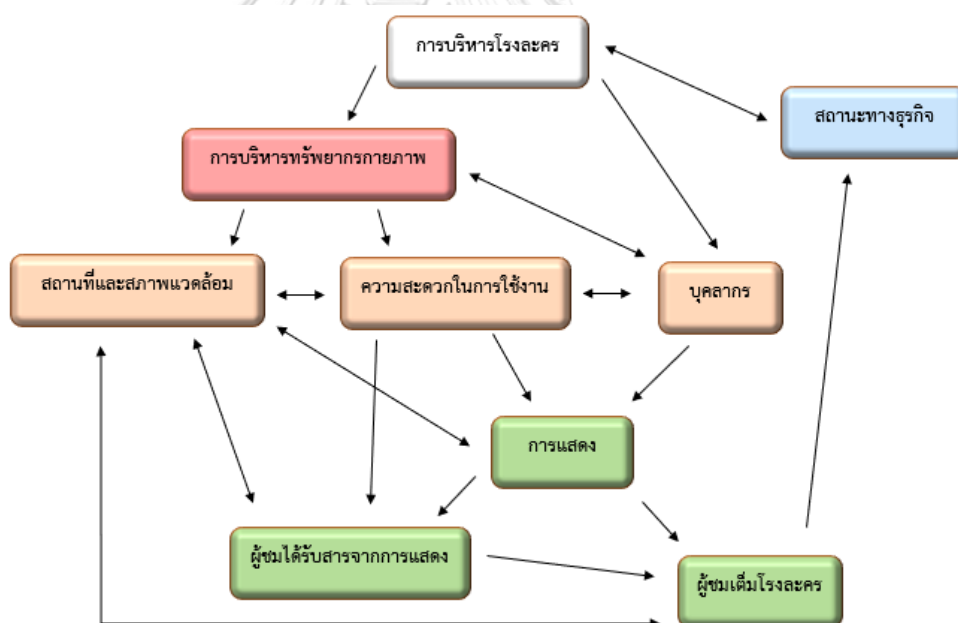 การบริหารโรงละคร
สถานะทางธุรกิจ
การบริหารทรัพยากรกายภาพ
สถานที่และสภาพแวดล้อม
ความสะดวกในการใช้งาน
บุคลากร
การแสดง
ผู้ชมได้รับสารจากการแสดง
ผู้ชมเต็มโรงละคร